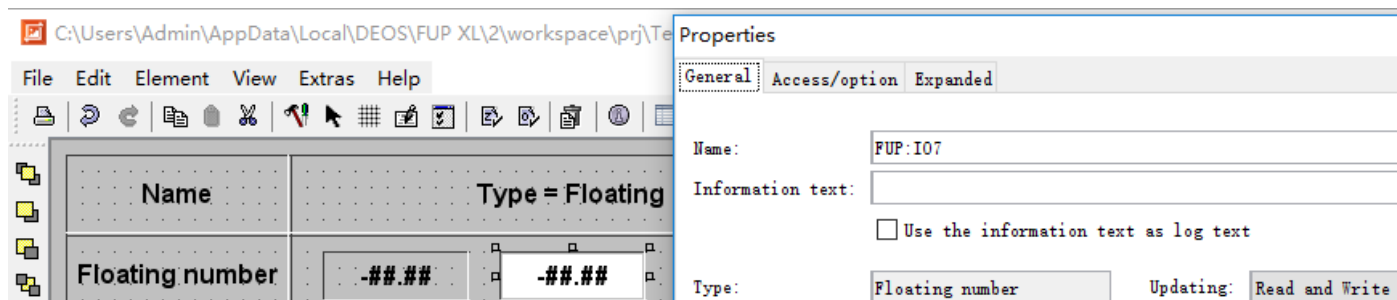 C:\Users\Admin\AppData\Local\DEOS\FUP XL\2\workspace\prj\Te
File Edit Element View Extras Help
Name
Type = Floating
Floating number
-##.##
-##.##
Properties
General Access/option Expanded
Name: FUP:I07
Information text:
Use the information text as log text
Type: Floating number Updating: Read and Write